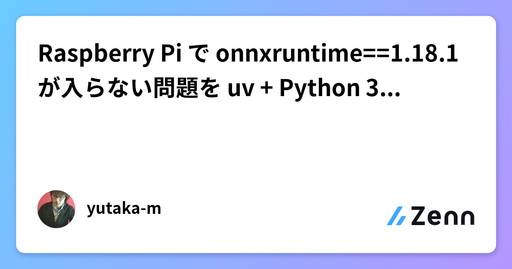 Raspberry Pi で onnxruntime==1.18.1
が入らない問題を uv + Python 3...
yutaka-m
Zenn